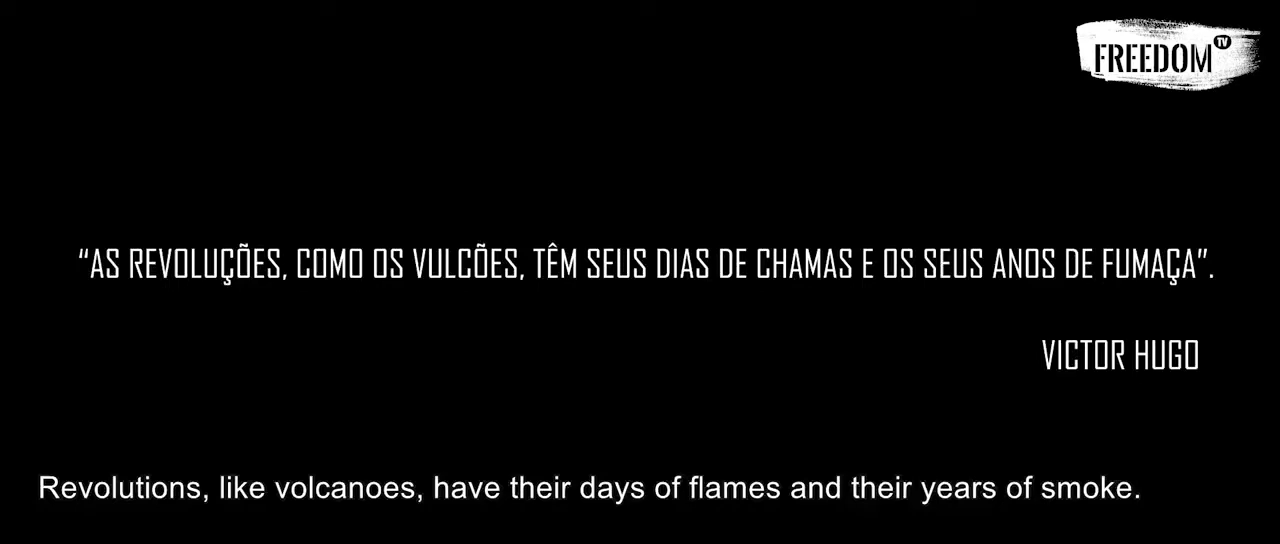 FREEDOM TV
“AS REVOLUÇÕES, COMO OS VULCÕES, TÊM SEUS DIAS DE CHAMAS E OS SEUS ANOS DE FUMAÇA”.
VICTOR HUGO
Revolutions, like volcanoes, have their days of flames and their years of smoke.